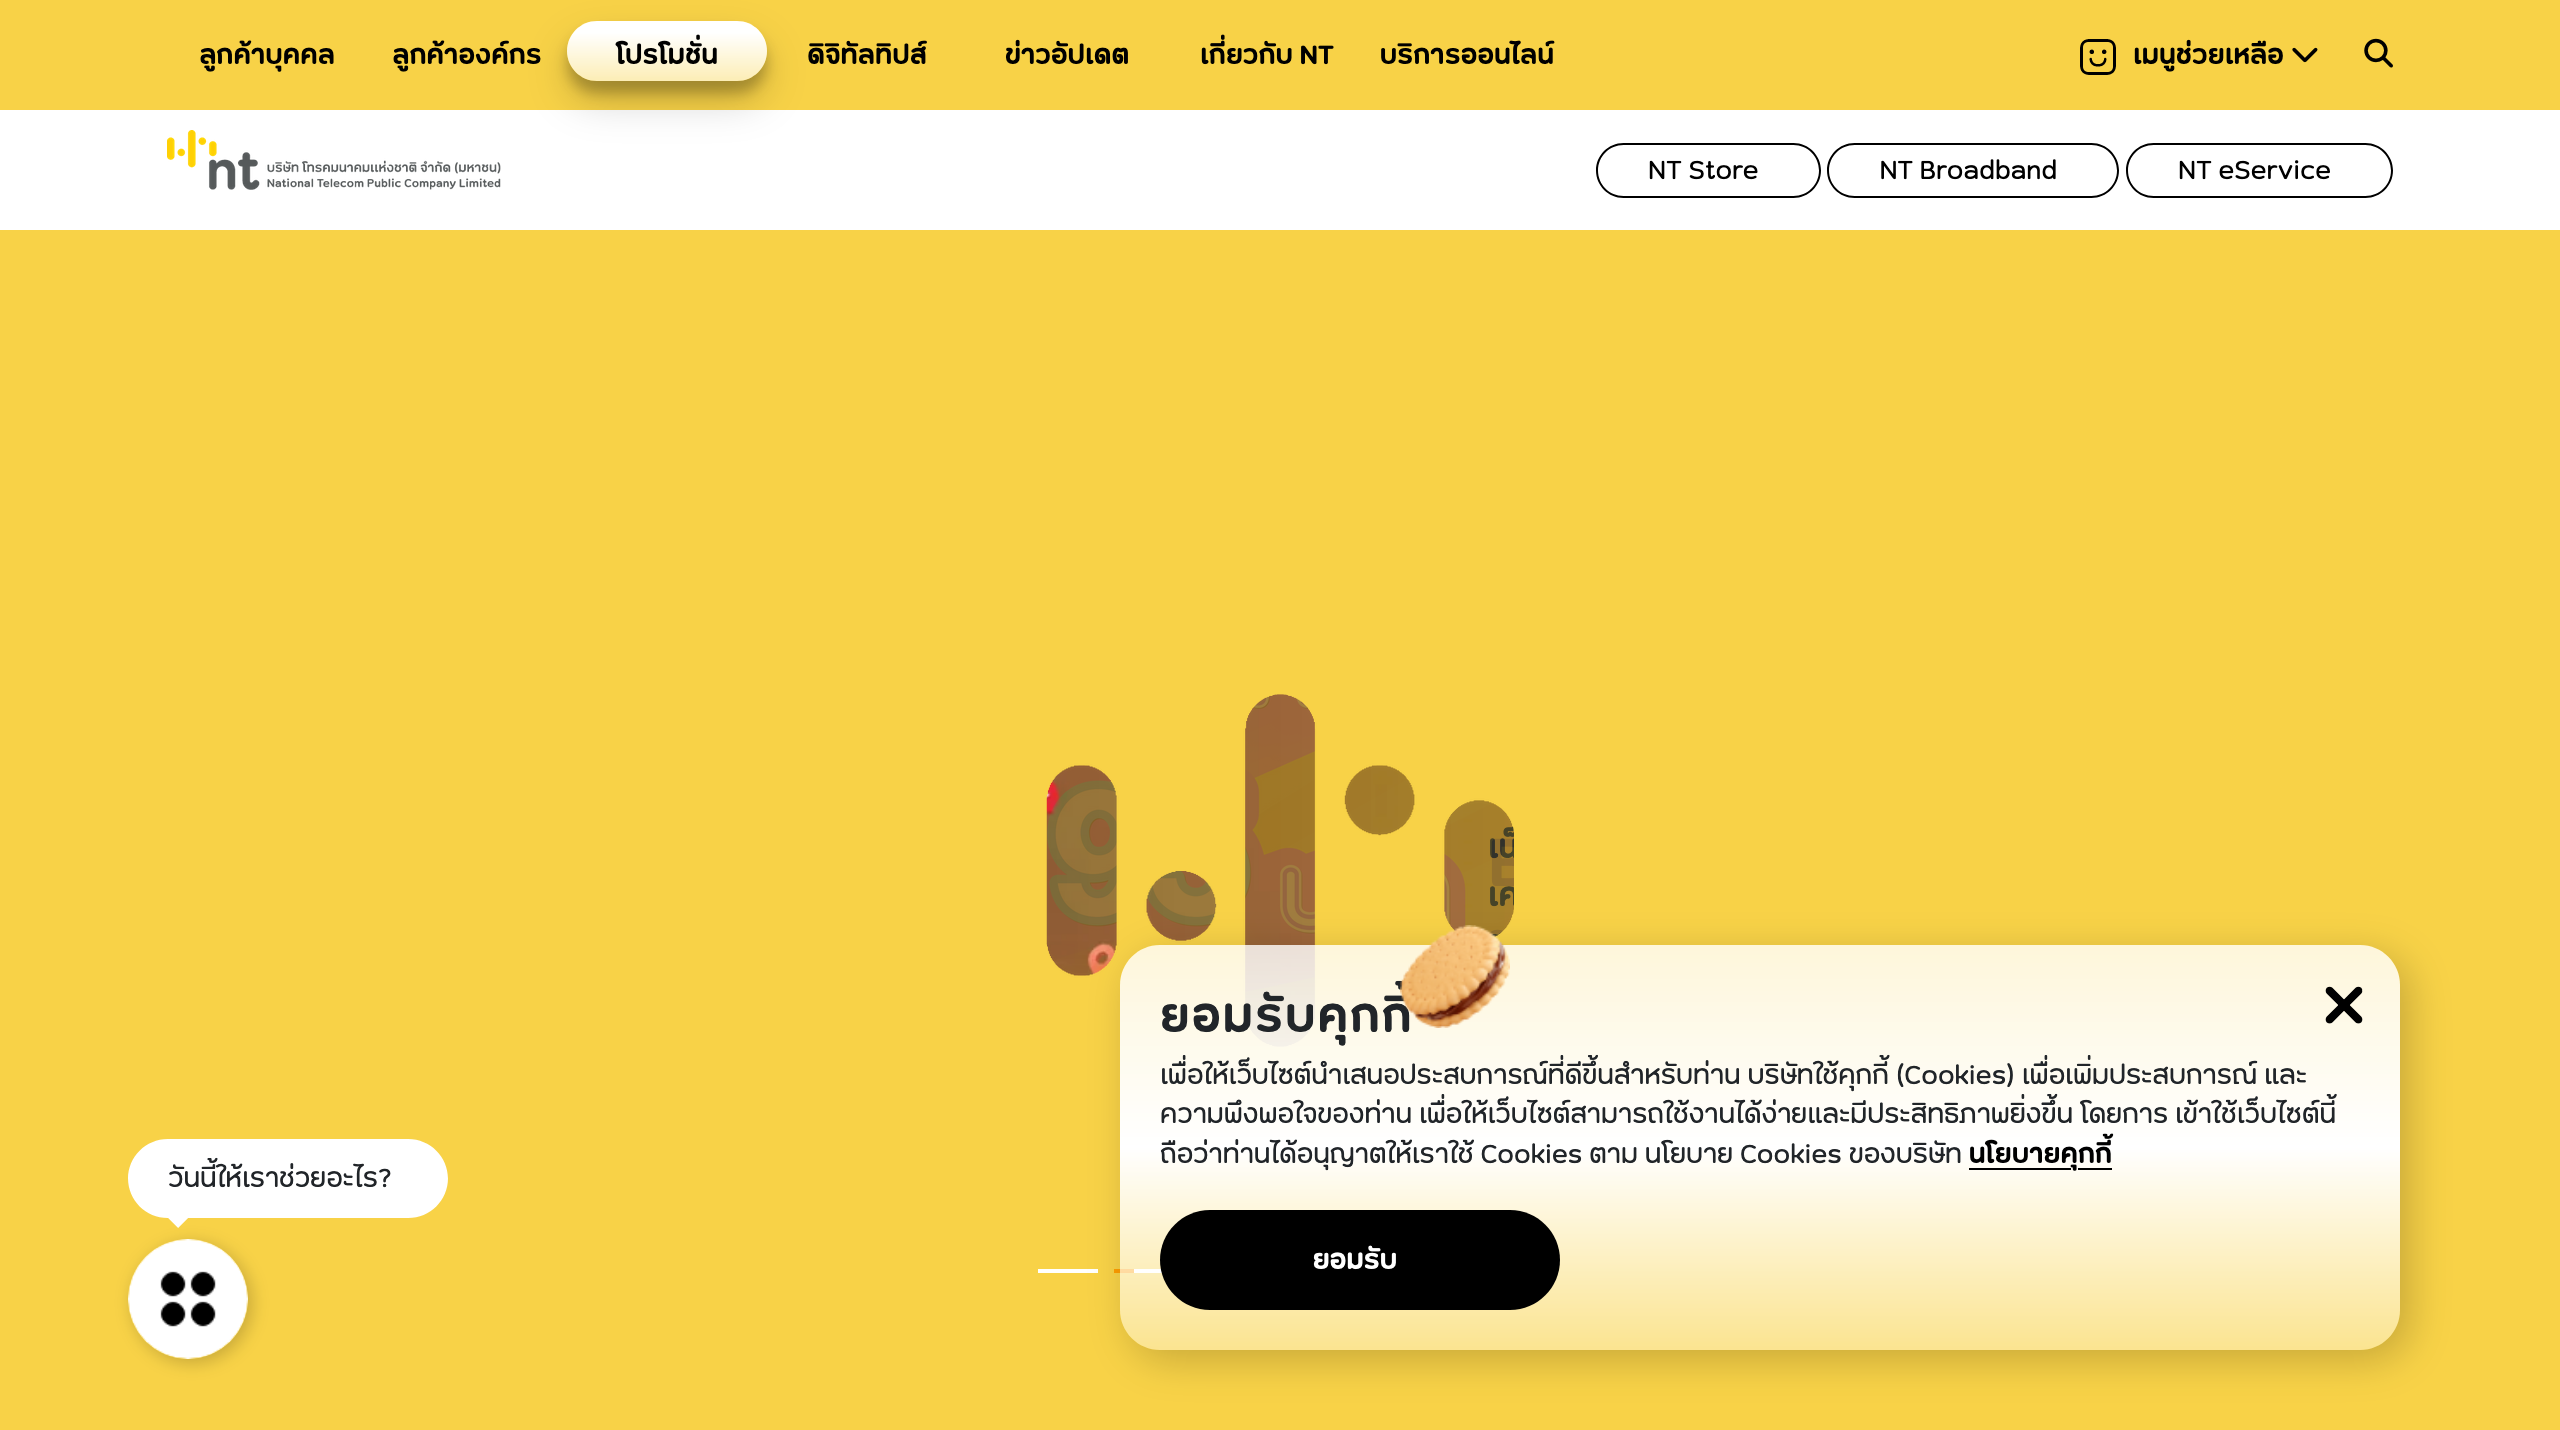 ลูกค้าบุคคล ลูกค้าองค์กร โปรโมชั่น ดิจิทัลทิปส์ ข่าวอัปเดต เกี่ยวกับ NT บริการออนไลน์ เมนูช่วยเหลือ
nt บริษัท โทรคมนาคมแห่งชาติ จำกัด (มหาชน)
National Telecom Public Company Limited
NT Store NT Broadband NT eService
ยอมรับคุกกี้
เพื่อให้เว็บไซต์นำเสนอประสบการณ์ที่ดีขึ้นสำหรับท่าน บริษัทใช้คุกกี้ (Cookies) เพื่อเพิ่มประสบการณ์ และ
ความพึงพอใจของท่าน เพื่อให้เว็บไซต์สามารถใช้งานได้ง่ายและมีประสิทธิภาพยิ่งขึ้น โดยการ เข้าใช้เว็บไซต์นี้
ถือว่าท่านได้อนุญาตให้เราใช้ Cookies ตาม นโยบาย Cookies ของบริษัท นโยบายคุกกี้
ยอมรับ
วันนี้ให้เราช่วยอะไร?